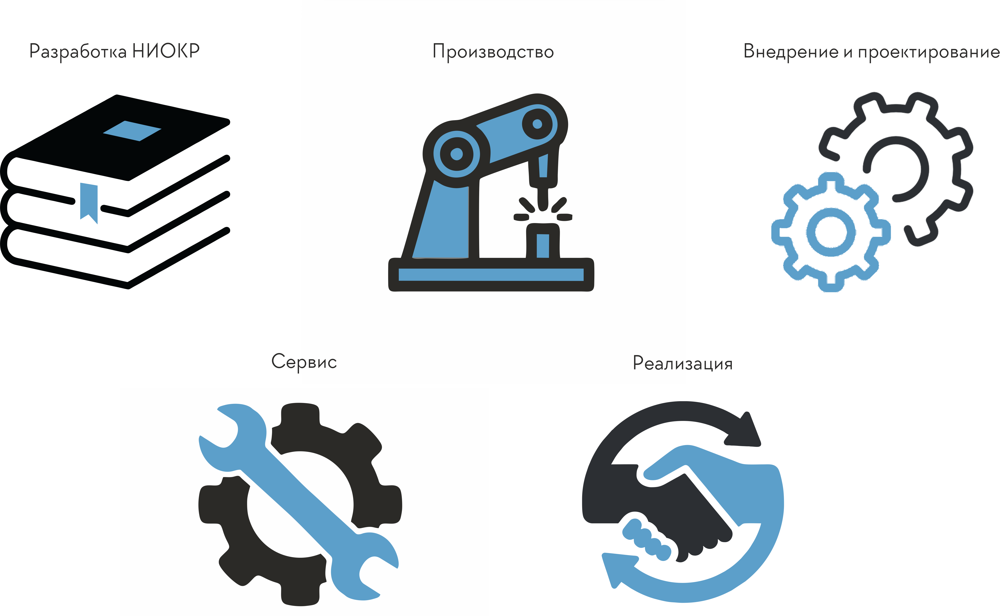 Разработка НИОКР
Производство
Внедрение и проектирование
Сервис
Реализация